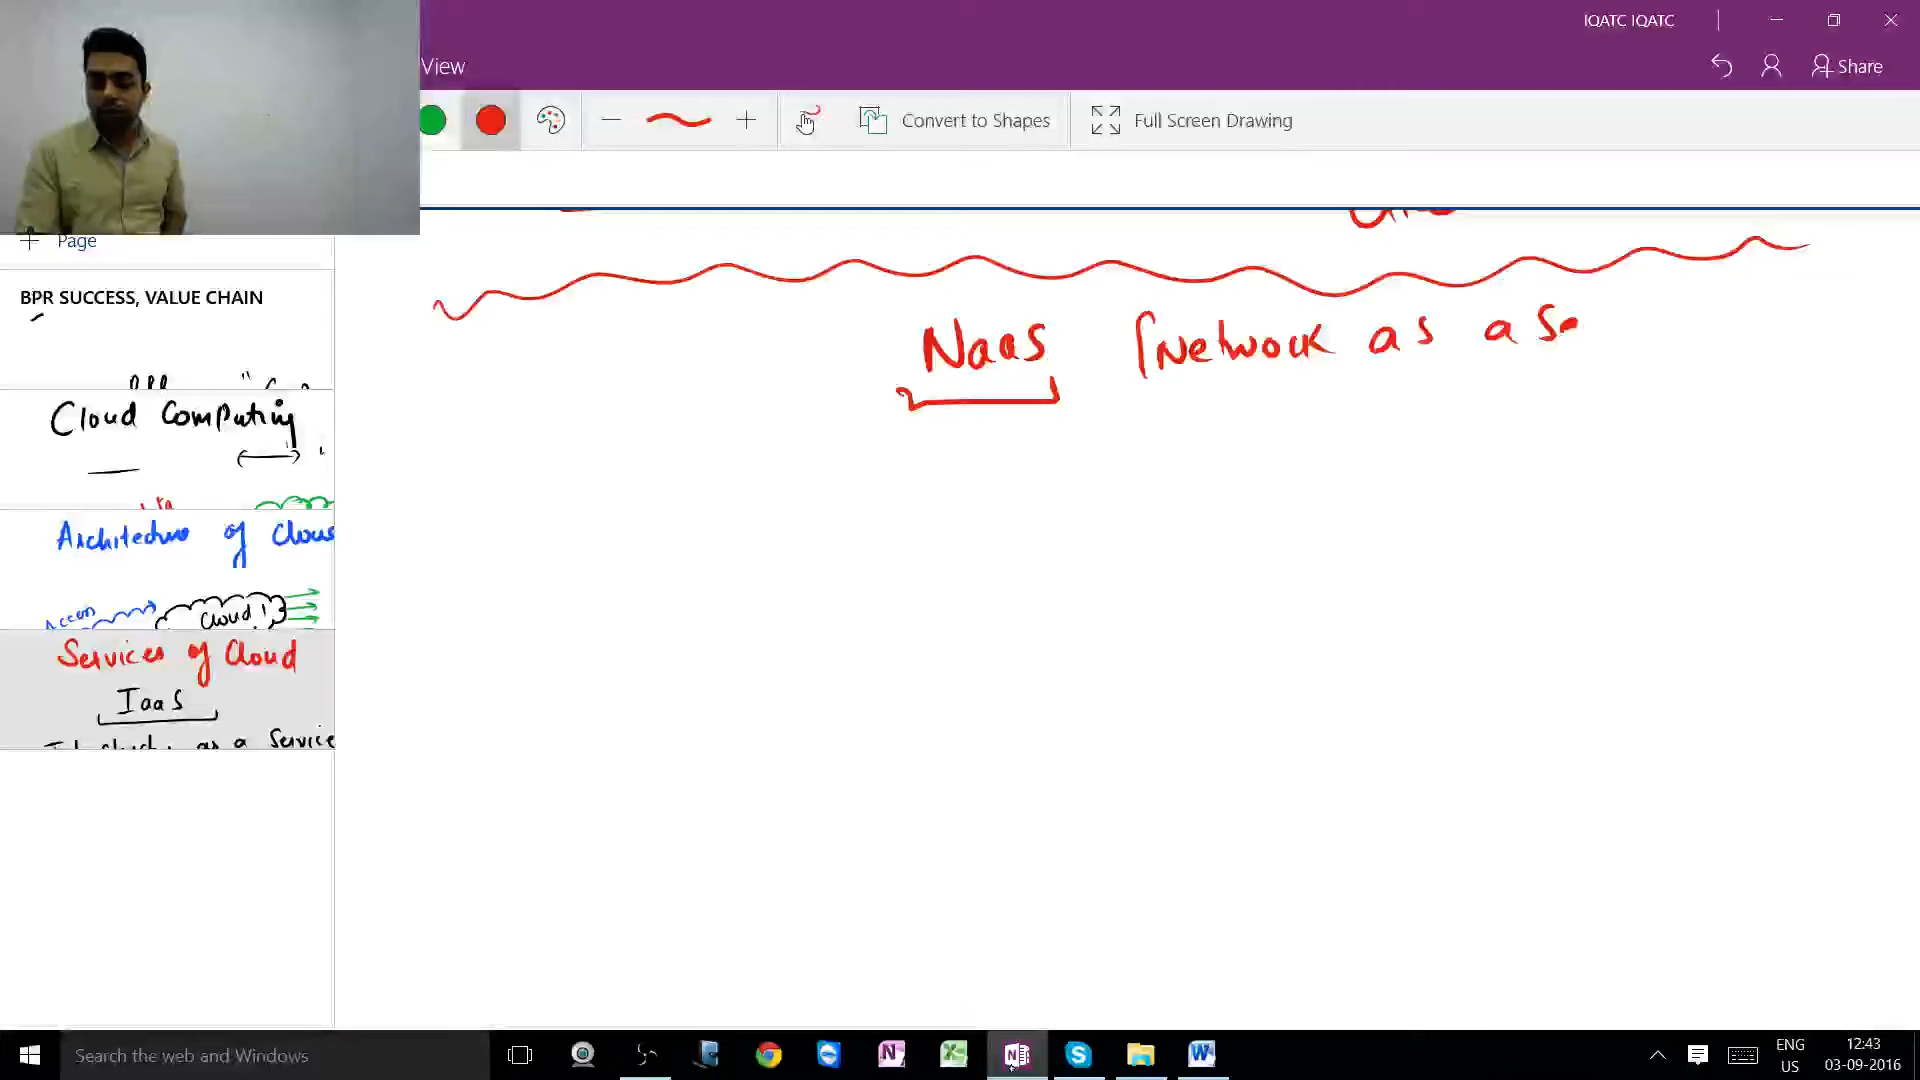 IQATC IQATC
View
Share
Convert to Shapes
Full Screen Drawing
Page
BPR SUCCESS, VALUE CHAIN
Cloud Computing
Architecture of
Access
Cloud
Services of Cloud
IaaS
as a Service
NaaS [Network as a Se
Search the web and Windows
ENG
US
12:43
03-09-2016